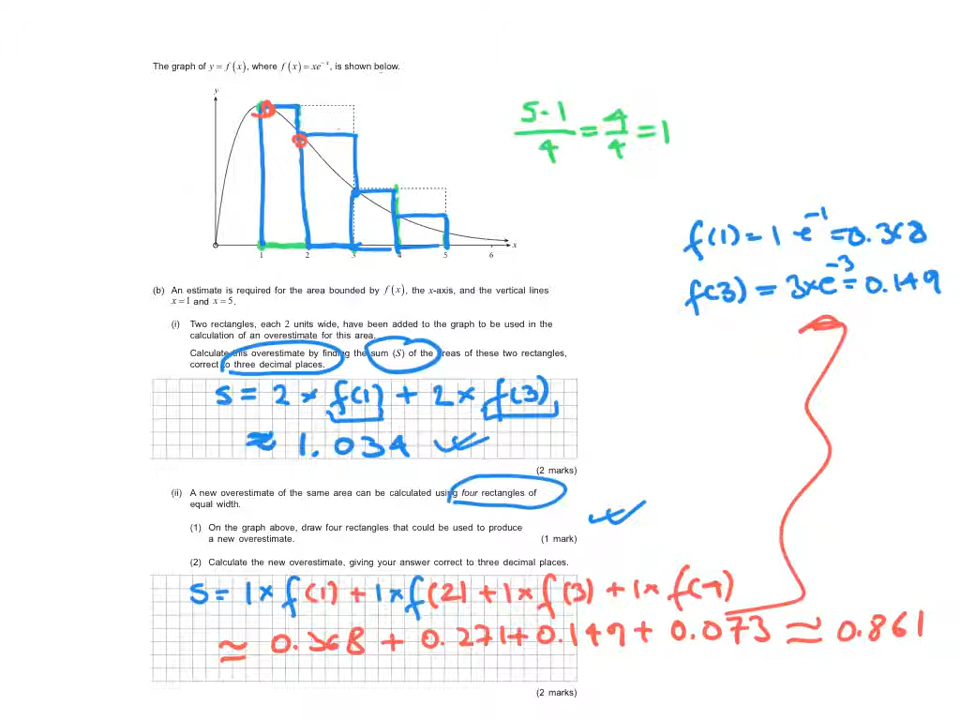 The graph of y = f(x), where f(x) = xe⁻ˣ, is shown below.
y
1 2 3 4 5 6 x
(5-1)/4 = 4/4 = 1
f(1) = 1 e⁻¹ = 0.368
f(3) = 3×e⁻³ = 0.149
(b) An estimate is required for the area bounded by f(x), the x-axis, and the vertical lines
x = 1 and x = 5.
(i) Two rectangles, each 2 units wide, have been added to the graph to be used in the
calculation of an overestimate for this area.
Calculate this overestimate by finding the sum (S) of the areas of these two rectangles,
correct to three decimal places.
S = 2 × f(1) + 2 × f(3)
≈ 1.034
(2 marks)
(ii) A new overestimate of the same area can be calculated using four rectangles of
equal width.
(1) On the graph above, draw four rectangles that could be used to produce
a new overestimate.
(1 mark)
(2) Calculate the new overestimate, giving your answer correct to three decimal places.
S = 1× f(1) + 1×f(2) + 1× f(3) + 1× f(4)
≈ 0.368 + 0.271 + 0.149 + 0.073 ≈ 0.861
(2 marks)